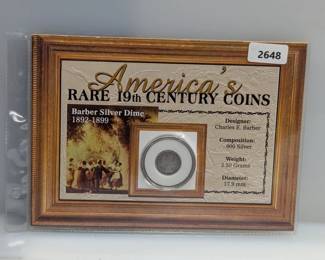 2648
America's
RARE 19th CENTURY COINS
Barber Silver Dime
1892-1899
Designer:
Charles E. Barber
Composition:
.900 Silver
Weight:
2.50 Grams
Diameter:
17.9 mm